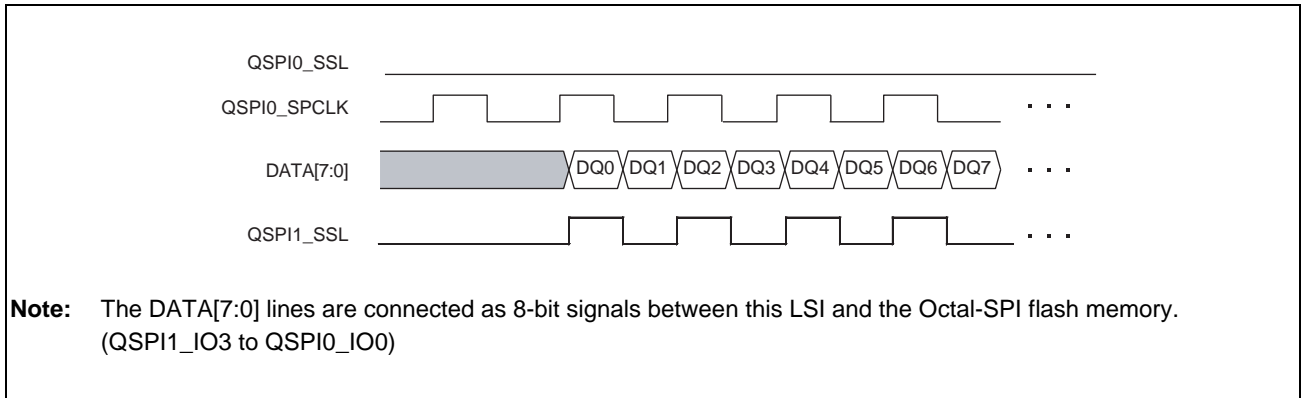 QSPI0_SSL
QSPI0_SPCLK . . .
DATA[7:0] DQ0 DQ1 DQ2 DQ3 DQ4 DQ5 DQ6 DQ7 . . .
QSPI1_SSL . . .
Note: The DATA[7:0] lines are connected as 8-bit signals between this LSI and the Octal-SPI flash memory.
(QSPI1_IO3 to QSPI0_IO0)